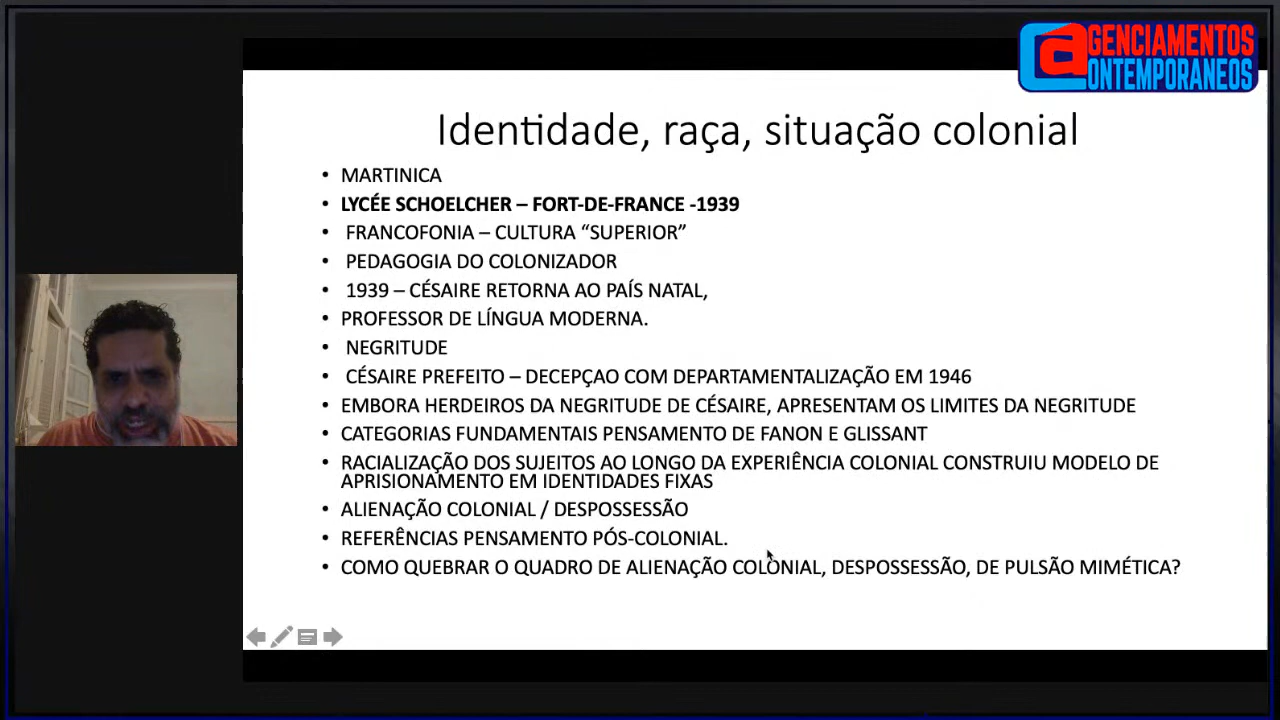 aGENCIAMENTOS
CONTEMPORANEOS
Identidade, raça, situação colonial
• MARTINICA
• LYCÉE SCHOELCHER – FORT-DE-FRANCE -1939
• FRANCOFONIA – CULTURA “SUPERIOR”
• PEDAGOGIA DO COLONIZADOR
• 1939 – CÉSAIRE RETORNA AO PAÍS NATAL,
• PROFESSOR DE LÍNGUA MODERNA.
• NEGRITUDE
• CÉSAIRE PREFEITO – DECEPÇAO COM DEPARTAMENTALIZAÇÃO EM 1946
• EMBORA HERDEIROS DA NEGRITUDE DE CÉSAIRE, APRESENTAM OS LIMITES DA NEGRITUDE
• CATEGORIAS FUNDAMENTAIS PENSAMENTO DE FANON E GLISSANT
• RACIALIZAÇÃO DOS SUJEITOS AO LONGO DA EXPERIÊNCIA COLONIAL CONSTRUIU MODELO DE
APRISIONAMENTO EM IDENTIDADES FIXAS
• ALIENAÇÃO COLONIAL / DESPOSSESSÃO
• REFERÊNCIAS PENSAMENTO PÓS-COLONIAL.
• COMO QUEBRAR O QUADRO DE ALIENAÇÃO COLONIAL, DESPOSSESSÃO, DE PULSÃO MIMÉTICA?